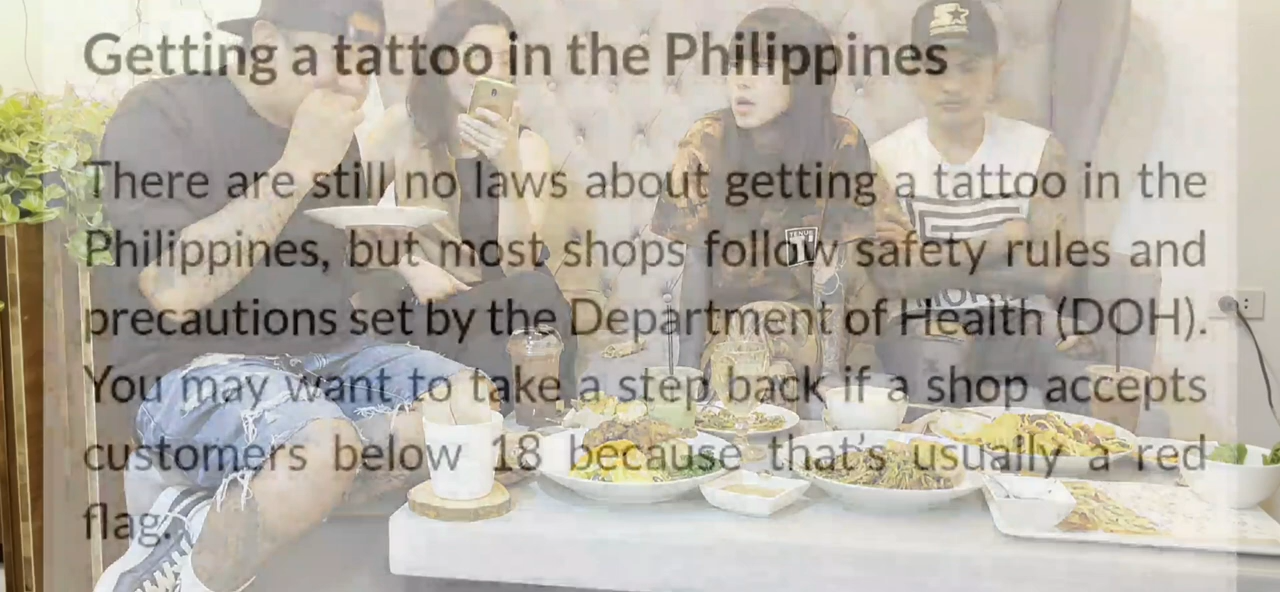 Getting a tattoo in the Philippines
There are still no laws about getting a tattoo in the
Philippines, but most shops follow safety rules and
precautions set by the Department of Health (DOH).
You may want to take a step back if a shop accepts
customers below 18 because that's usually a red
flag.